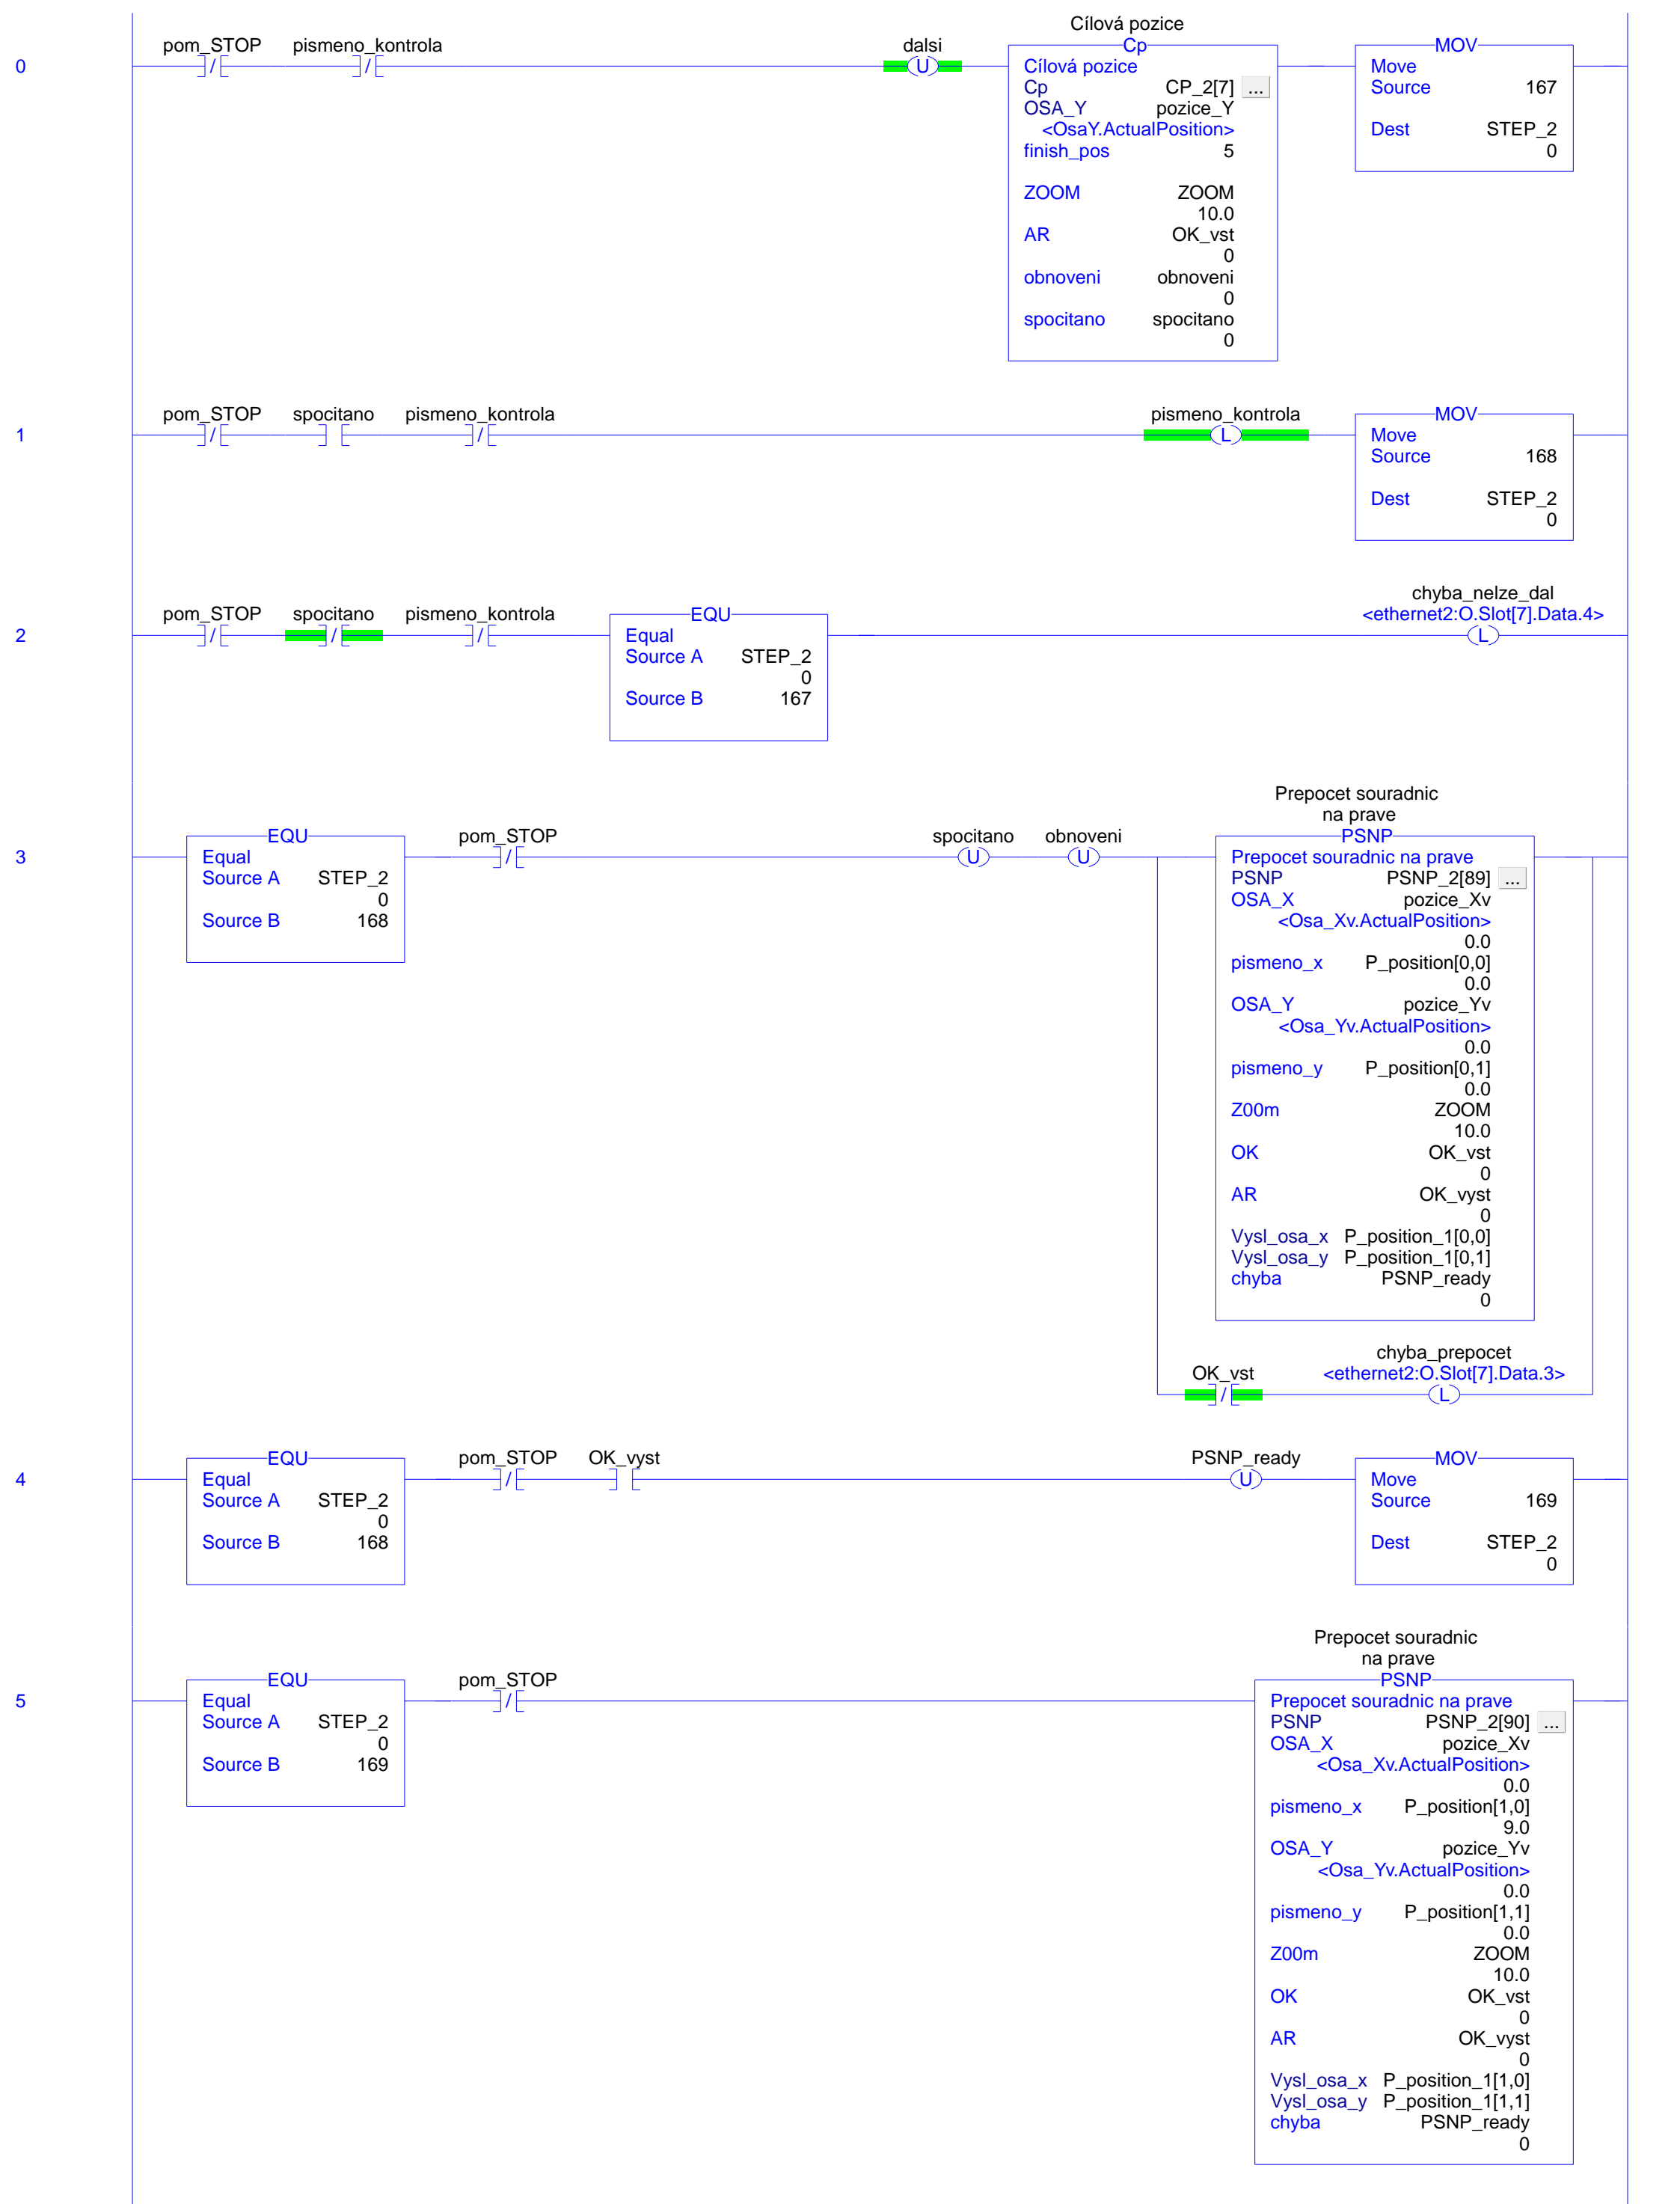 0
pom_STOP pismeno_kontrola dalsi
U
Cílová pozice
Cp
Cílová pozice
Cp CP_2[7] ...
OSA_Y pozice_Y
<OsaY.ActualPosition>
finish_pos 5
ZOOM ZOOM
10.0
AR OK_vst
0
obnoveni obnoveni
0
spocitano spocitano
0
MOV
Move
Source 167
Dest STEP_2
0
1
pom_STOP spocitano pismeno_kontrola pismeno_kontrola
L
MOV
Move
Source 168
Dest STEP_2
0
2
pom_STOP spocitano pismeno_kontrola
EQU
Equal
Source A STEP_2
0
Source B 167
chyba_nelze_dal
<ethernet2:O.Slot[7].Data.4>
L
3
EQU
Equal
Source A STEP_2
0
Source B 168
pom_STOP spocitano obnoveni
U U
Prepocet souradnic
na prave
PSNP
Prepocet souradnic na prave
PSNP PSNP_2[89] ...
OSA_X pozice_Xv
<Osa_Xv.ActualPosition>
0.0
pismeno_x P_position[0,0]
0.0
OSA_Y pozice_Yv
<Osa_Yv.ActualPosition>
0.0
pismeno_y P_position[0,1]
0.0
Z00m ZOOM
10.0
OK OK_vst
0
AR OK_vyst
0
Vysl_osa_x P_position_1[0,0]
Vysl_osa_y P_position_1[0,1]
chyba PSNP_ready
0
OK_vst
chyba_prepocet
<ethernet2:O.Slot[7].Data.3>
L
4
EQU
Equal
Source A STEP_2
0
Source B 168
pom_STOP OK_vyst PSNP_ready
U
MOV
Move
Source 169
Dest STEP_2
0
5
EQU
Equal
Source A STEP_2
0
Source B 169
pom_STOP
Prepocet souradnic
na prave
PSNP
Prepocet souradnic na prave
PSNP PSNP_2[90] ...
OSA_X pozice_Xv
<Osa_Xv.ActualPosition>
0.0
pismeno_x P_position[1,0]
9.0
OSA_Y pozice_Yv
<Osa_Yv.ActualPosition>
0.0
pismeno_y P_position[1,1]
0.0
Z00m ZOOM
10.0
OK OK_vst
0
AR OK_vyst
0
Vysl_osa_x P_position_1[1,0]
Vysl_osa_y P_position_1[1,1]
chyba PSNP_ready
0